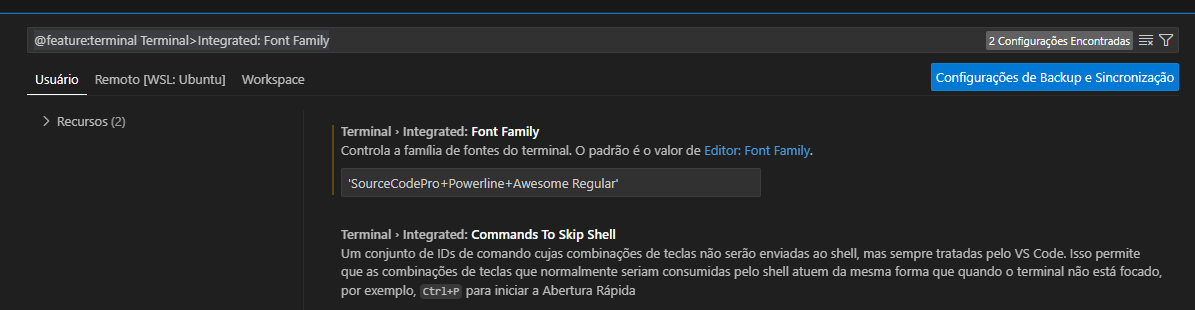 @feature:terminal Terminal>Integrated: Font Family
2 Configurações Encontradas
Usuário Remoto [WSL: Ubuntu] Workspace
Configurações de Backup e Sincronização
Recursos (2)
Terminal › Integrated: Font Family
Controla a família de fontes do terminal. O padrão é o valor de Editor: Font Family.
'SourceCodePro+Powerline+Awesome Regular'
Terminal › Integrated: Commands To Skip Shell
Um conjunto de IDs de comando cujas combinações de teclas não serão enviadas ao shell, mas sempre tratadas pelo VS Code. Isso permite
que as combinações de teclas que normalmente seriam consumidas pelo shell atuem da mesma forma que quando o terminal não está focado,
por exemplo, Ctrl+P para iniciar a Abertura Rápida